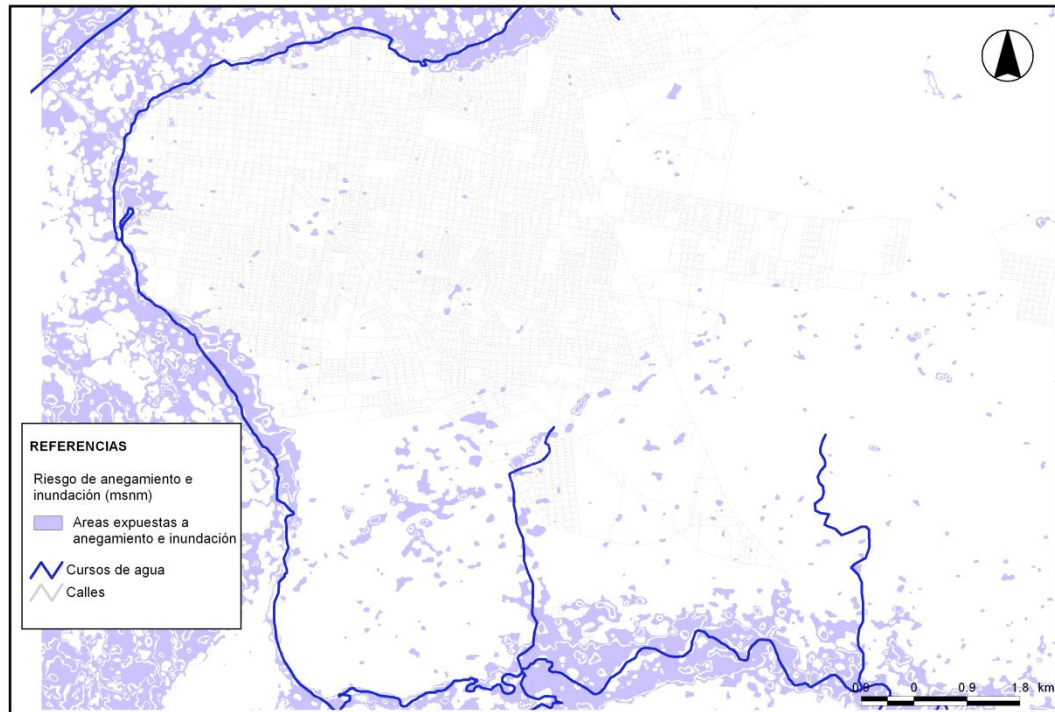 REFERENCIAS
Riesgo de anegamiento e
inundación (msnm)
Areas expuestas a
anegamiento e inundación
Cursos de agua
Calles
0.9 0 0.9 1.8 km